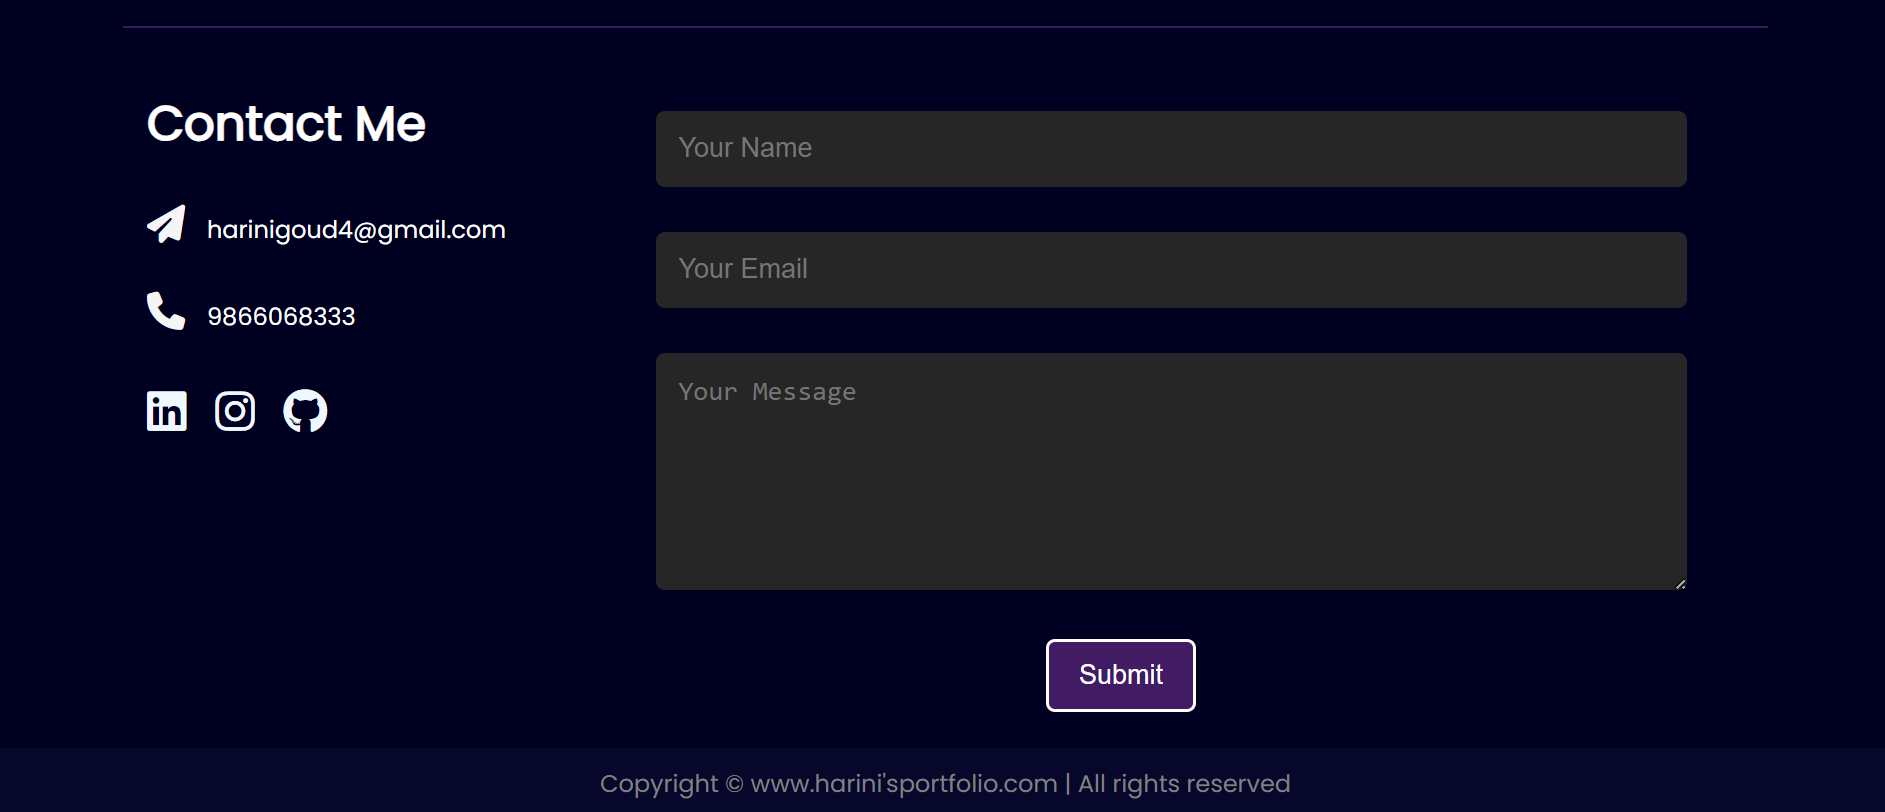 Contact Me
harinigoud4@gmail.com
9866068333
in
Your Name
Your Email
Your Message
Submit
Copyright © www.harini'sportfolio.com | All rights reserved